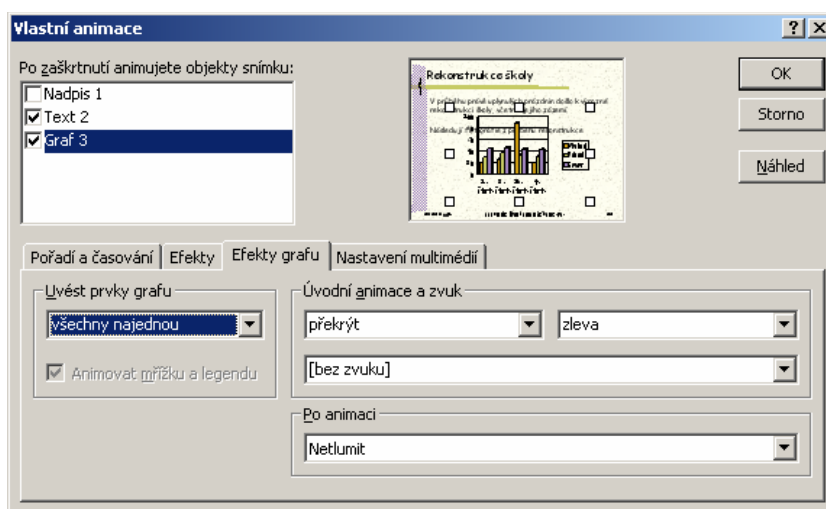 Vlastní animace
Po zaškrtnutí animujete objekty snímku:
Nadpis 1
Text 2
Graf 3
Rekonstrukce školy
OK
Storno
Náhled
Pořadí a časování
Efekty
Efekty grafu
Nastavení multimédií
Uvést prvky grafu
všechny najednou
Animovat mřížku a legendu
Úvodní animace a zvuk
překrýt
zleva
[bez zvuku]
Po animaci
Netlumit